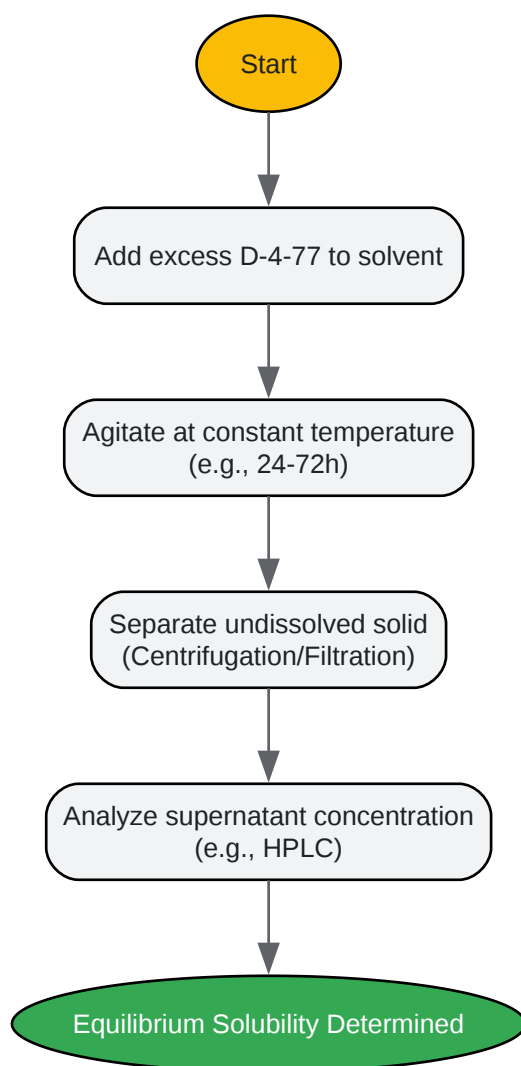 Start
Add excess D-4-77 to solvent
Agitate at constant temperature
(e.g., 24-72h)
Separate undissolved solid
(Centrifugation/Filtration)
Analyze supernatant concentration
(e.g., HPLC)
Equilibrium Solubility Determined